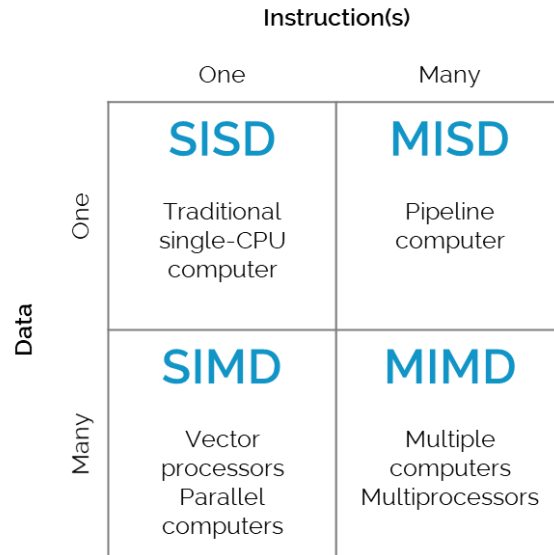 Instruction(s)
One
Many
Data
One
SISD
Traditional
single-CPU
computer
MISD
Pipeline
computer
Many
SIMD
Vector
processors
Parallel
computers
MIMD
Multiple
computers
Multiprocessors